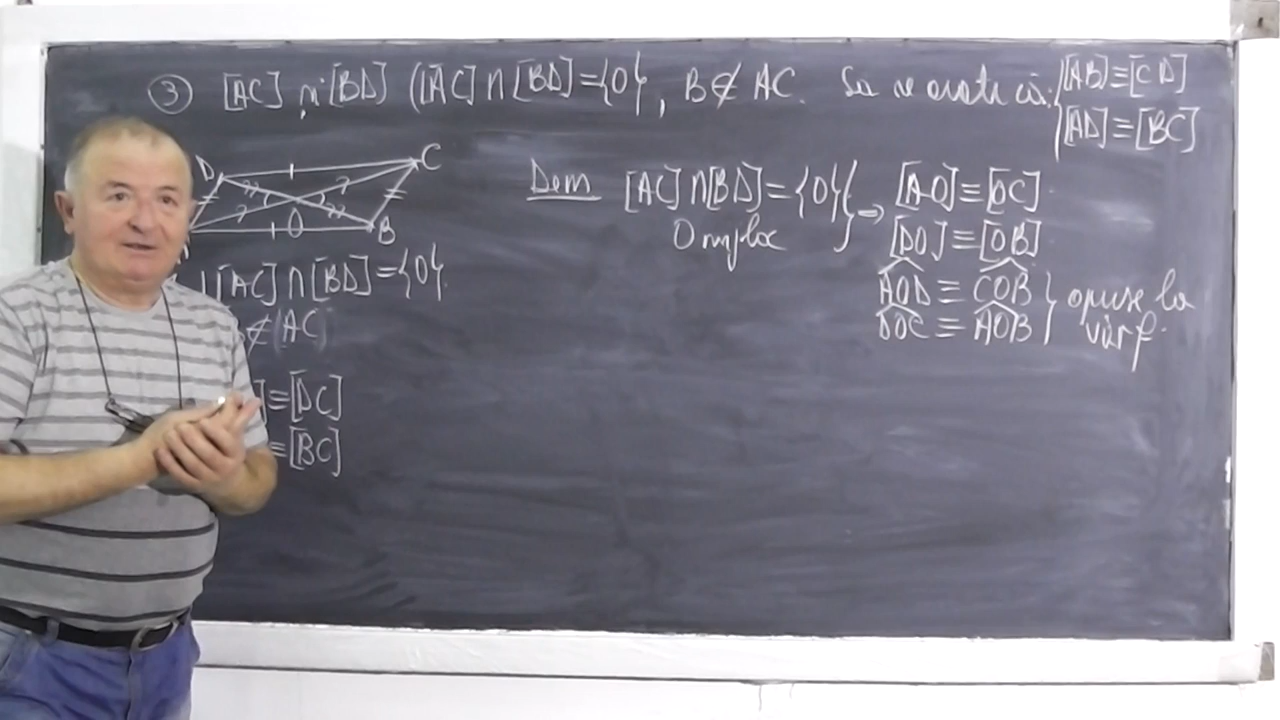 ③ [AC] și [BD] ([AC] ∩ [BD] = {O}, B ∉ AC. Să se arate că: { [AB] ≡ [CD]
[AD] ≡ [BC]
D C
O B
[AC] ∩ [BD] = {O}.
∉ (AC)
] ≡ [DC]
≡ [BC]
Dem [AC] ∩ [BD] = {O} } ⇒ [AO] ≡ [OC]
O mijloc [DO] ≡ [OB]
AOD ≡ COB } opuse la
DOC ≡ AOB vârf.